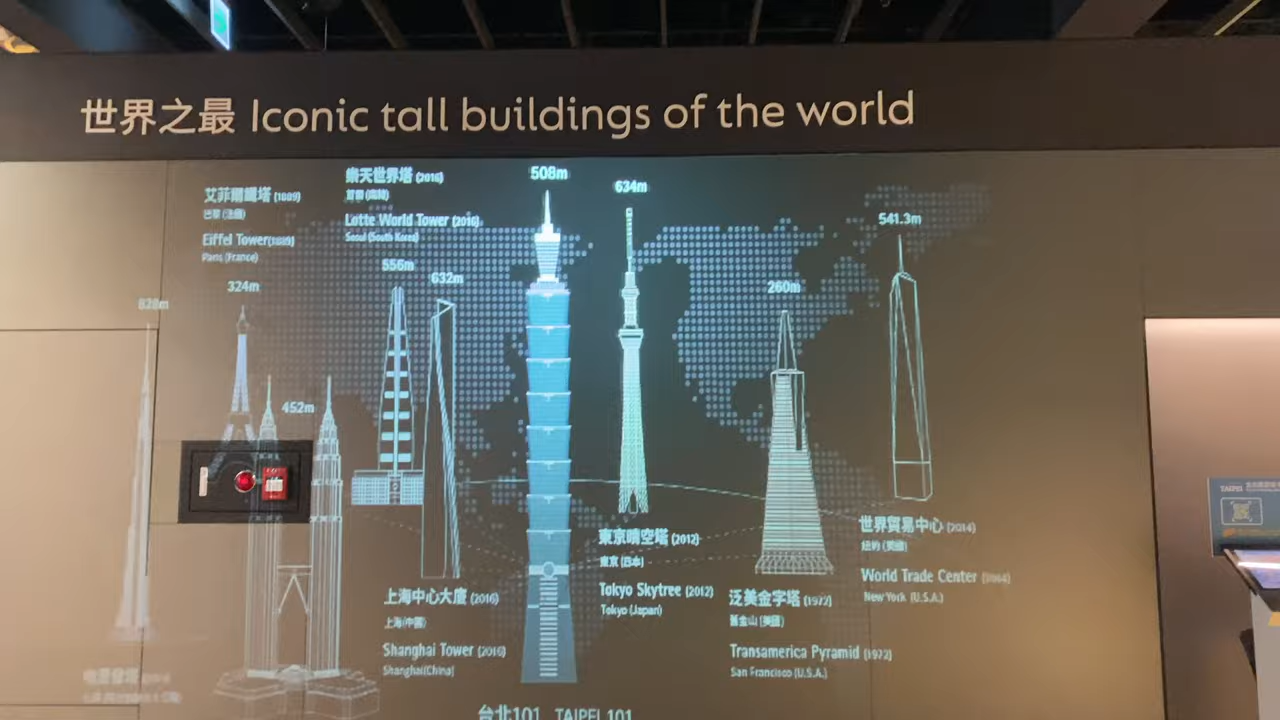 世界之最 Iconic tall buildings of the world
艾菲爾鐵塔 (1889)
巴黎 (法國)
Eiffel Tower(1889)
Paris (France)
324m
樂天世界塔 (2016)
首爾 (南韓)
Lotte World Tower (2016)
Seoul (South Korea)
556m
632m
508m
634m
541.3m
260m
828m
452m
上海中心大廈 (2016)
上海(中國)
Shanghai Tower (2016)
Shanghai(China)
東京晴空塔 (2012)
東京 (日本)
Tokyo Skytree (2012)
Tokyo (Japan)
泛美金字塔 (1972)
舊金山 (美國)
Transamerica Pyramid (1972)
San Francisco (U.S.A.)
世界貿易中心 (2014)
紐約 (美國)
World Trade Center (2014)
New York (U.S.A.)
台北101 TAIPEI 101
TAIPEI